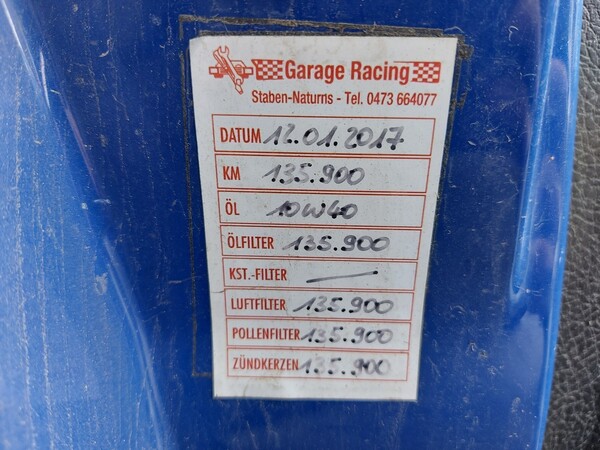 Garage Racing
Staben-Naturns - Tel. 0473 664077
DATUM 12.01.2017
KM 135.900
ÖL 10W40
ÖLFILTER 135.900
KST.-FILTER —
LUFTFILTER 135.900
POLLENFILTER 135.900
ZÜNDKERZEN 135.900